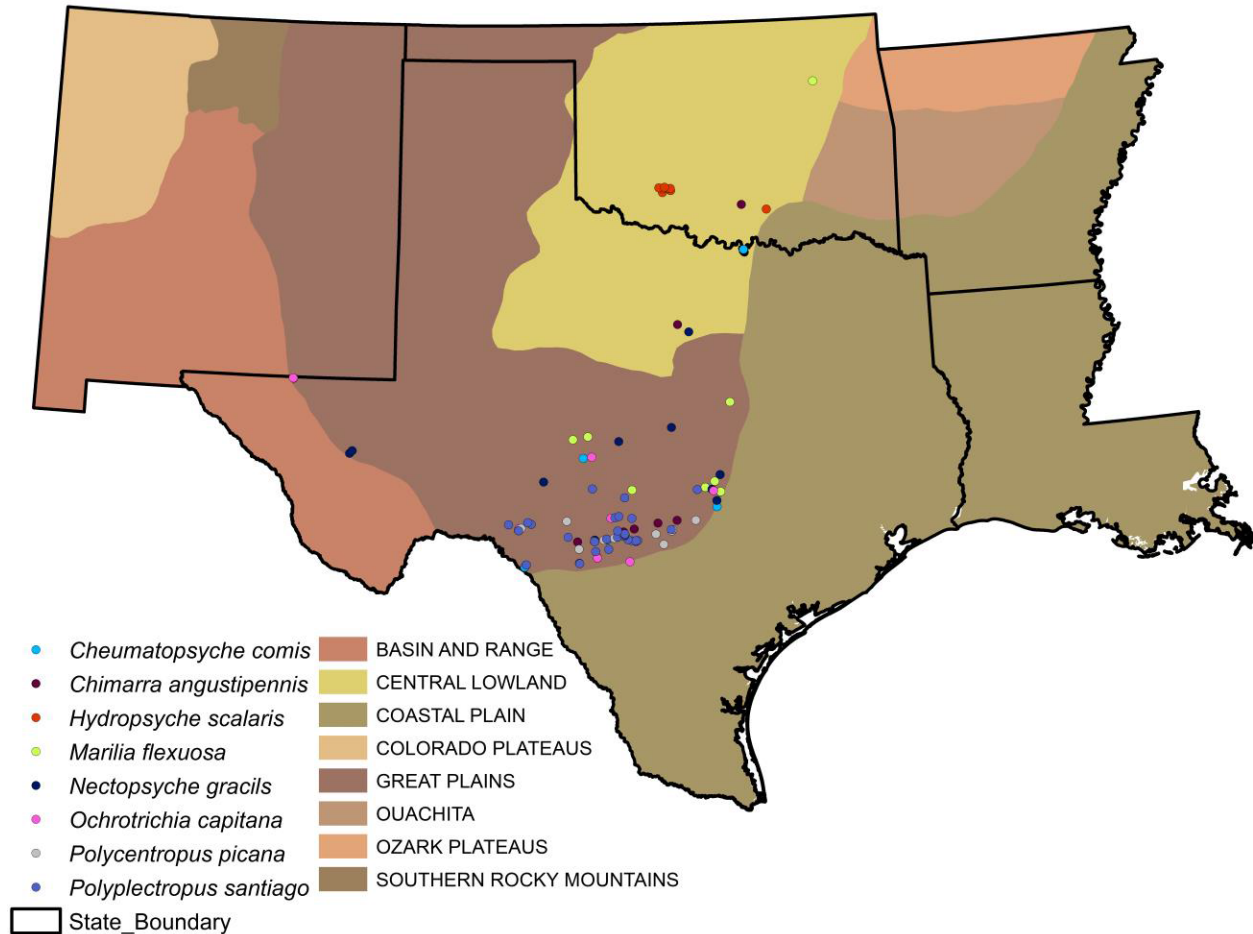 Cheumatopsyche comis
Chimarra angustipennis
Hydropsyche scalaris
Marilia flexuosa
Nectopsyche gracils
Ochrotrichia capitana
Polycentropus picana
Polyplectropus santiago
State_Boundary
BASIN AND RANGE
CENTRAL LOWLAND
COASTAL PLAIN
COLORADO PLATEAUS
GREAT PLAINS
OUACHITA
OZARK PLATEAUS
SOUTHERN ROCKY MOUNTAINS